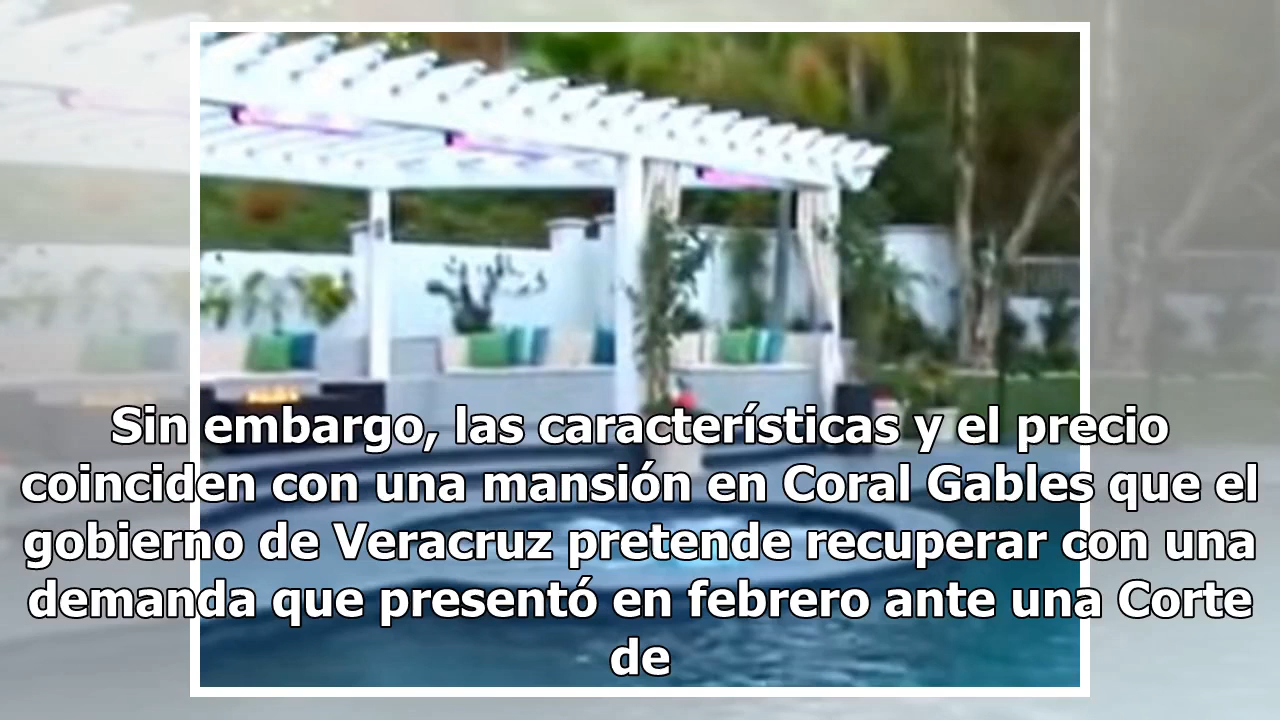 Sin embargo, las características y el precio
coinciden con una mansión en Coral Gables que el
gobierno de Veracruz pretende recuperar con una
demanda que presentó en febrero ante una Corte
de